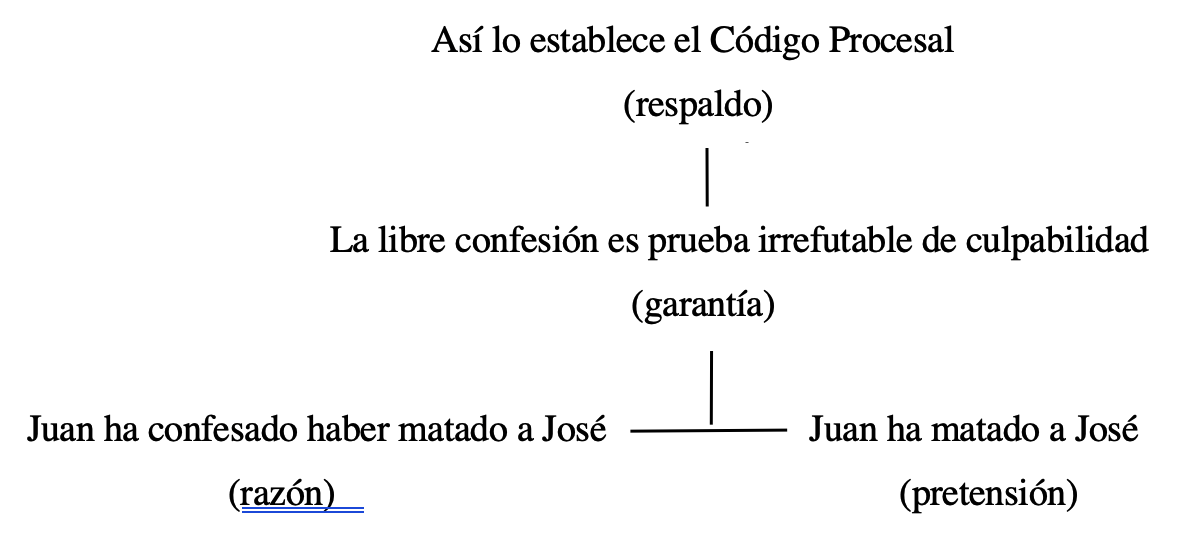 Así lo establece el Código Procesal
(respaldo)
La libre confesión es prueba irrefutable de culpabilidad
(garantía)
Juan ha confesado haber matado a José
Juan ha matado a José
(razón)
(pretensión)